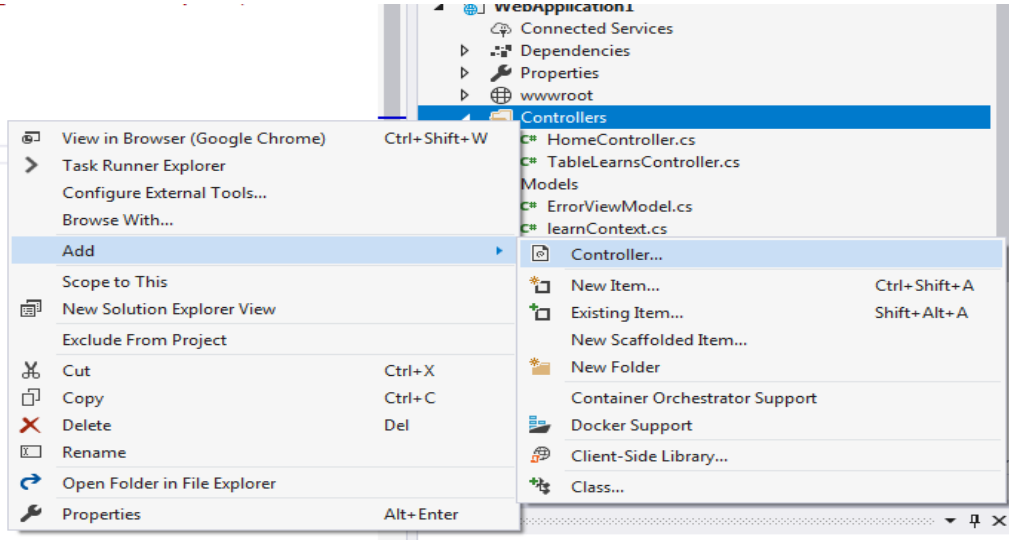 WebApplication1
Connected Services
Dependencies
Properties
wwwroot
Controllers
C# HomeController.cs
C# TableLearnsController.cs
Models
C# ErrorViewModel.cs
C# learnContext.cs
View in Browser (Google Chrome) Ctrl+Shift+W
Task Runner Explorer
Configure External Tools...
Browse With...
Add
Scope to This
New Solution Explorer View
Exclude From Project
Cut Ctrl+X
Copy Ctrl+C
Delete Del
Rename
Open Folder in File Explorer
Properties Alt+Enter
Controller...
New Item... Ctrl+Shift+A
Existing Item... Shift+Alt+A
New Scaffolded Item...
New Folder
Container Orchestrator Support
Docker Support
Client-Side Library...
Class...